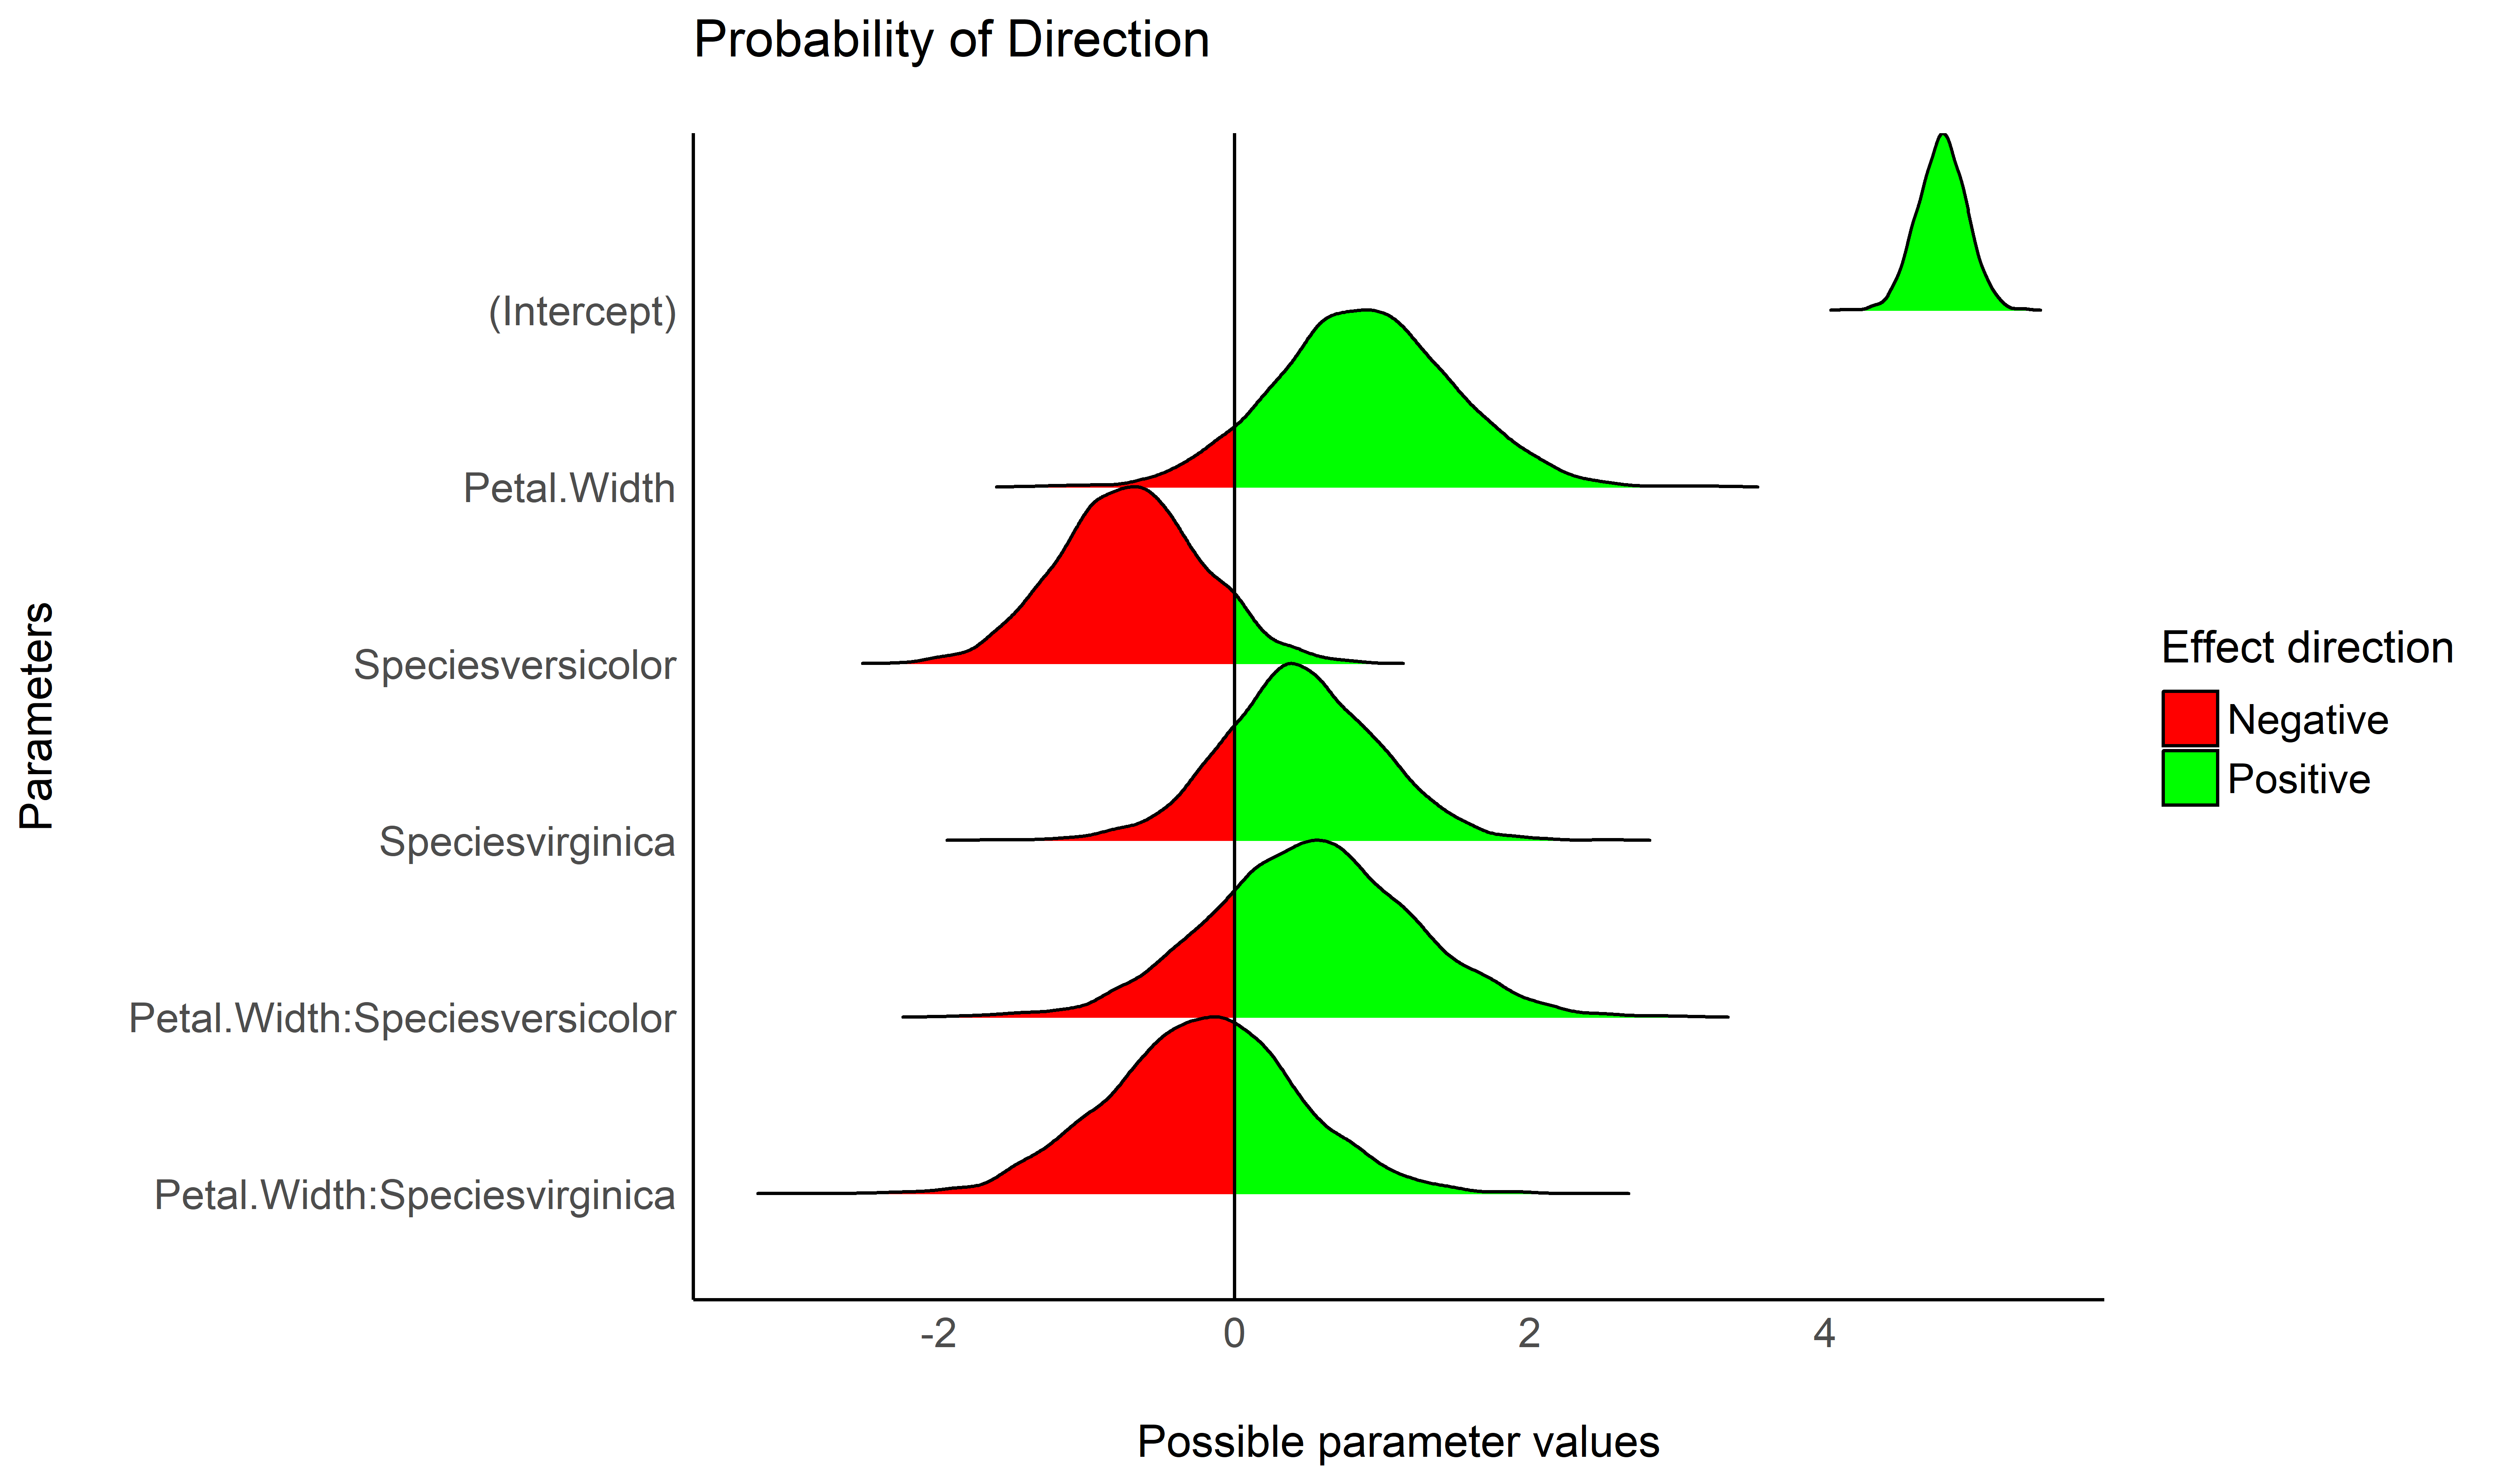 Probability of Direction
(Intercept)
Petal.Width
Speciesversicolor
Speciesvirginica
Petal.Width:Speciesversicolor
Petal.Width:Speciesvirginica
Parameters
-2 0 2 4
Possible parameter values
Effect direction
Negative
Positive